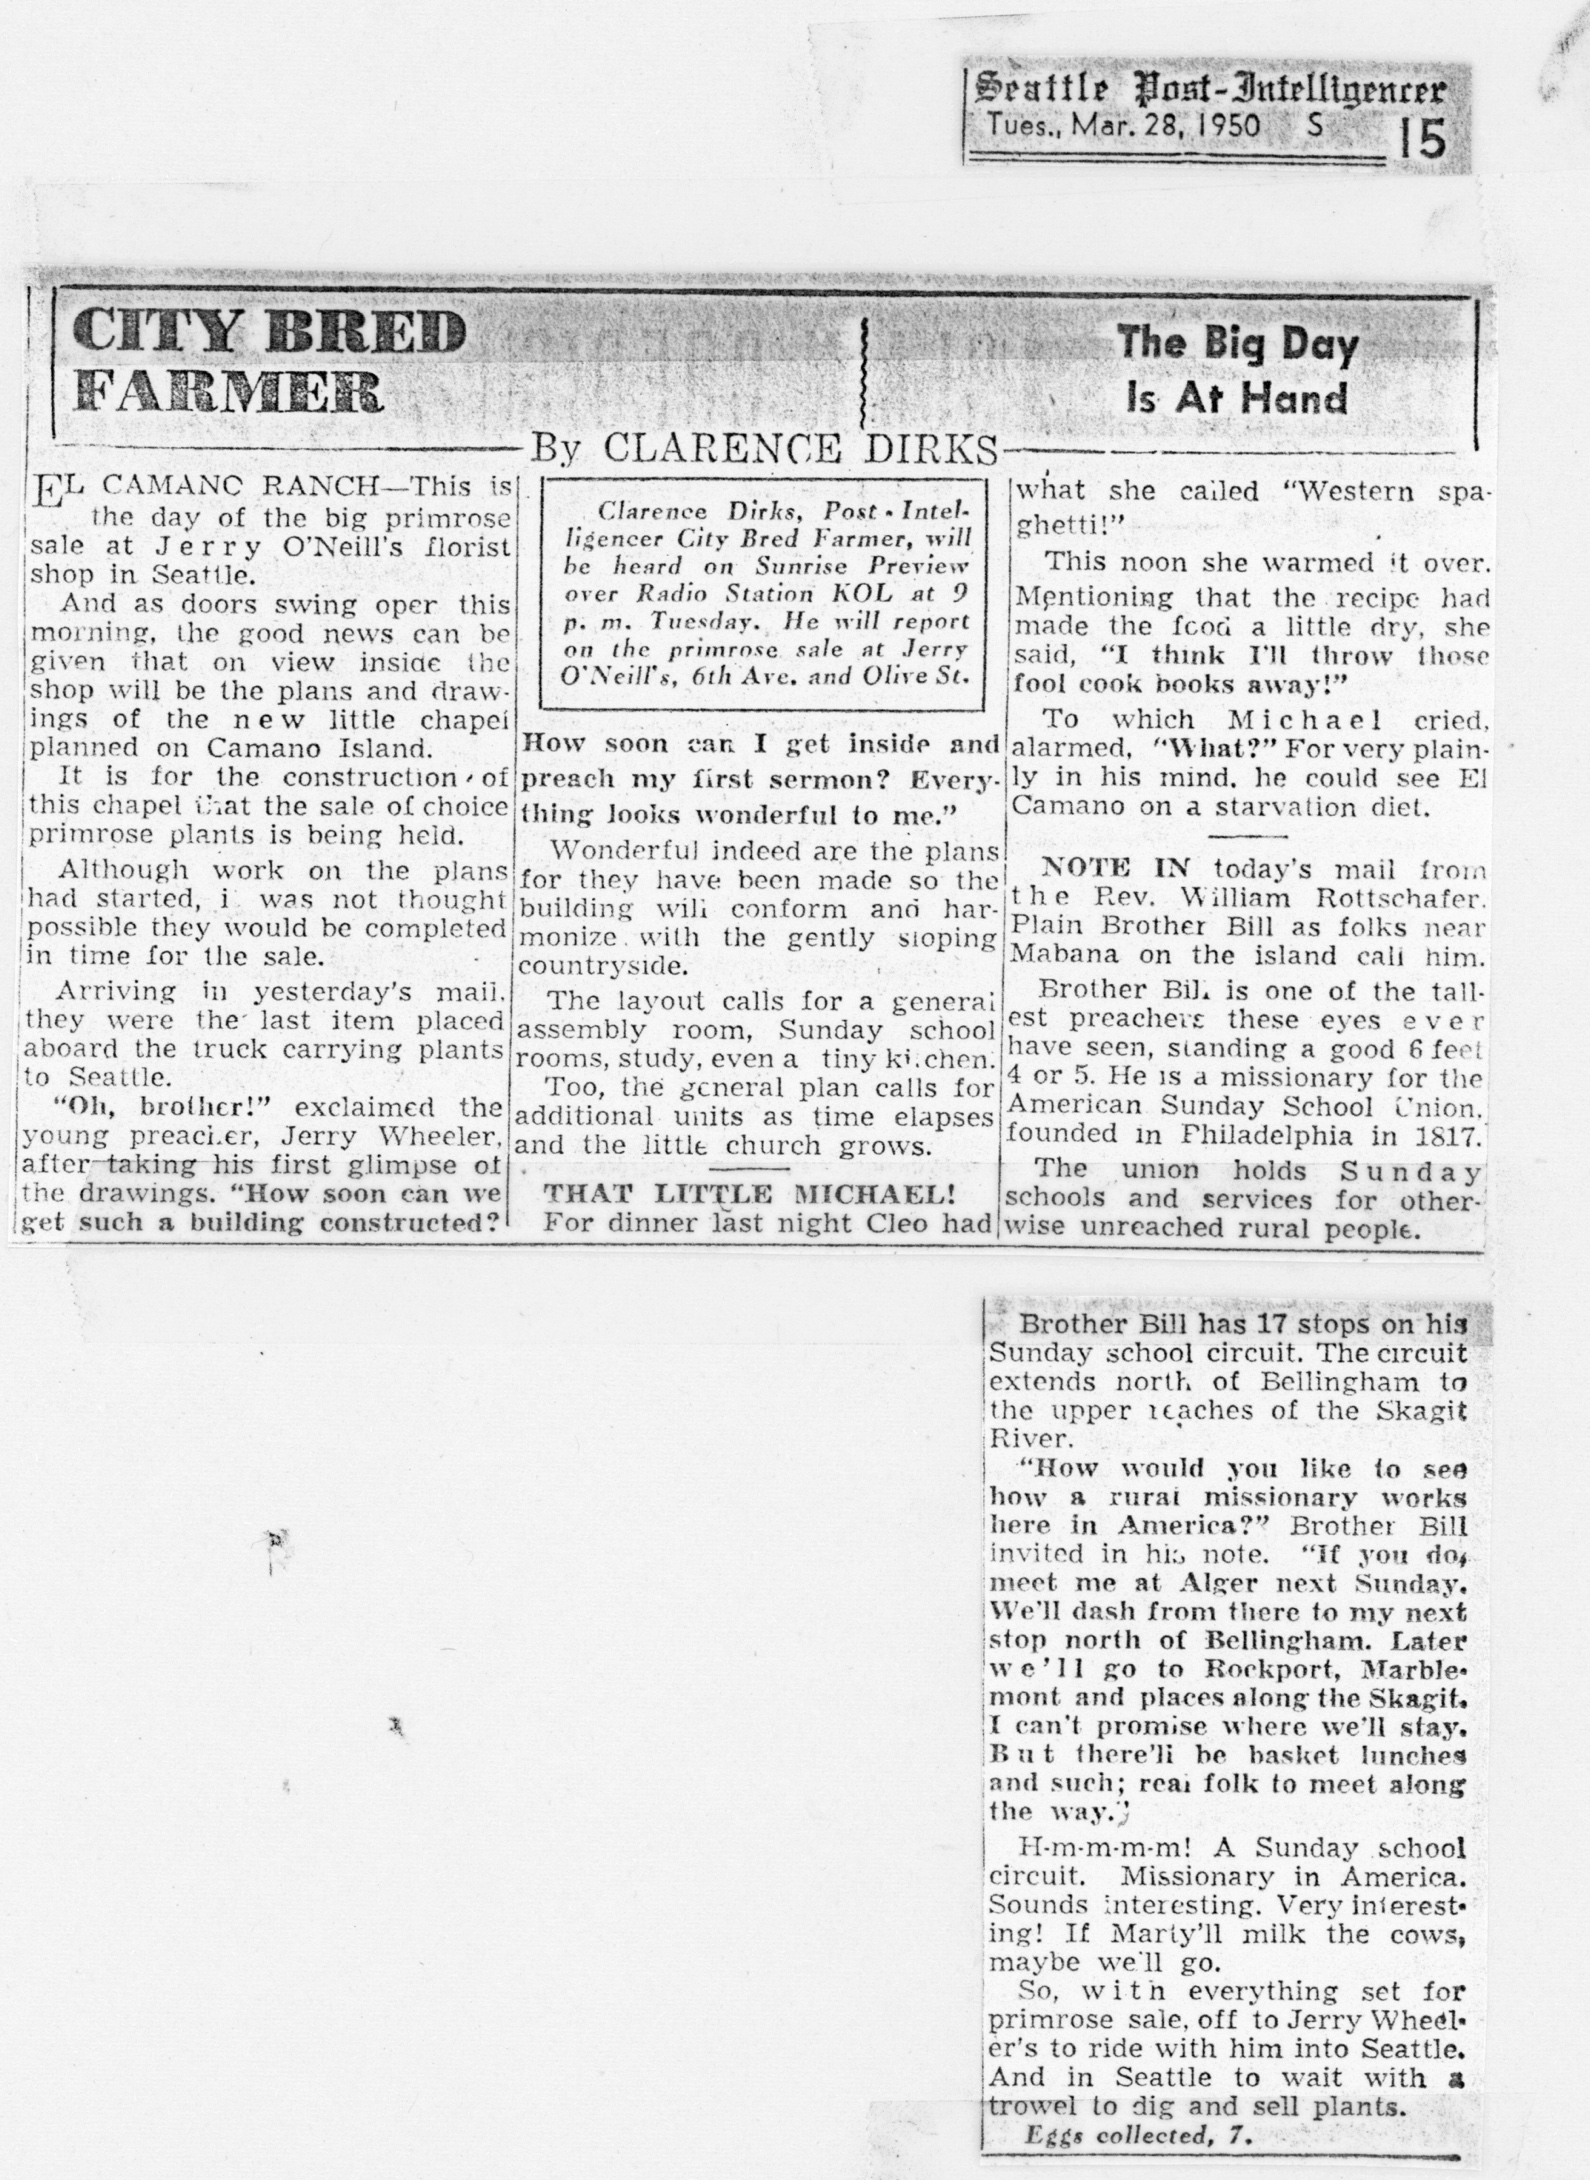 Seattle Post-Intelligencer
Tues., Mar. 28, 1950 S 15
CITY BRED
FARMER
The Big Day
Is At Hand
By CLARENCE DIRKS
EL CAMANO RANCH—This is
the day of the big primrose
sale at Jerry O'Neill's florist
shop in Seattle.
And as doors swing open this
morning, the good news can be
given that on view inside the
shop will be the plans and draw-
ings of the new little chapel
planned on Camano Island.
It is for the construction of
this chapel that the sale of choice
primrose plants is being held.
Although work on the plans
had started, i was not thought
possible they would be completed
in time for the sale.
Arriving in yesterday's mail,
they were the last item placed
aboard the truck carrying plants
to Seattle.
"Oh, brother!" exclaimed the
young preacher, Jerry Wheeler,
after taking his first glimpse of
the drawings. "How soon can we
get such a building constructed?
Clarence Dirks, Post-Intel-
ligencer City Bred Farmer, will
be heard on Sunrise Preview
over Radio Station KOL at 9
p. m. Tuesday. He will report
on the primrose sale at Jerry
O'Neill's, 6th Ave. and Olive St.
How soon can I get inside and
preach my first sermon? Every-
thing looks wonderful to me."
Wonderful indeed are the plans
for they have been made so the
building will conform and har-
monize with the gently sloping
countryside.
The layout calls for a general
assembly room, Sunday school
rooms, study, even a tiny kitchen.
Too, the general plan calls for
additional units as time elapses
and the little church grows.
THAT LITTLE MICHAEL!
For dinner last night Cleo had
what she called "Western spa-
ghetti!"
This noon she warmed it over.
Mentioning that the recipe had
made the food a little dry, she
said, "I think I'll throw those
fool cook books away!"
To which Michael cried,
alarmed, "What?" For very plain-
ly in his mind, he could see El
Camano on a starvation diet.
NOTE IN today's mail from
the Rev. William Rottschafer.
Plain Brother Bill as folks near
Mabana on the island call him.
Brother Bill is one of the tall-
est preachers these eyes ever
have seen, standing a good 6 feet
4 or 5. He is a missionary for the
American Sunday School Union,
founded in Philadelphia in 1817.
The union holds Sunday
schools and services for other-
wise unreached rural people.
Brother Bill has 17 stops on his
Sunday school circuit. The circuit
extends north of Bellingham to
the upper reaches of the Skagit
River.
"How would you like to see
how a rural missionary works
here in America?" Brother Bill
invited in his note. "If you do,
meet me at Alger next Sunday.
We'll dash from there to my next
stop north of Bellingham. Later
we'll go to Rockport, Marble-
mont and places along the Skagit.
I can't promise where we'll stay.
But there'll be basket lunches
and such; real folk to meet along
the way."
H-m-m-m-m! A Sunday school
circuit. Missionary in America.
Sounds interesting. Very interest-
ing! If Marty'll milk the cows,
maybe we'll go.
So, with everything set for
primrose sale, off to Jerry Wheel-
er's to ride with him into Seattle.
And in Seattle to wait with a
trowel to dig and sell plants.
Eggs collected, 7.